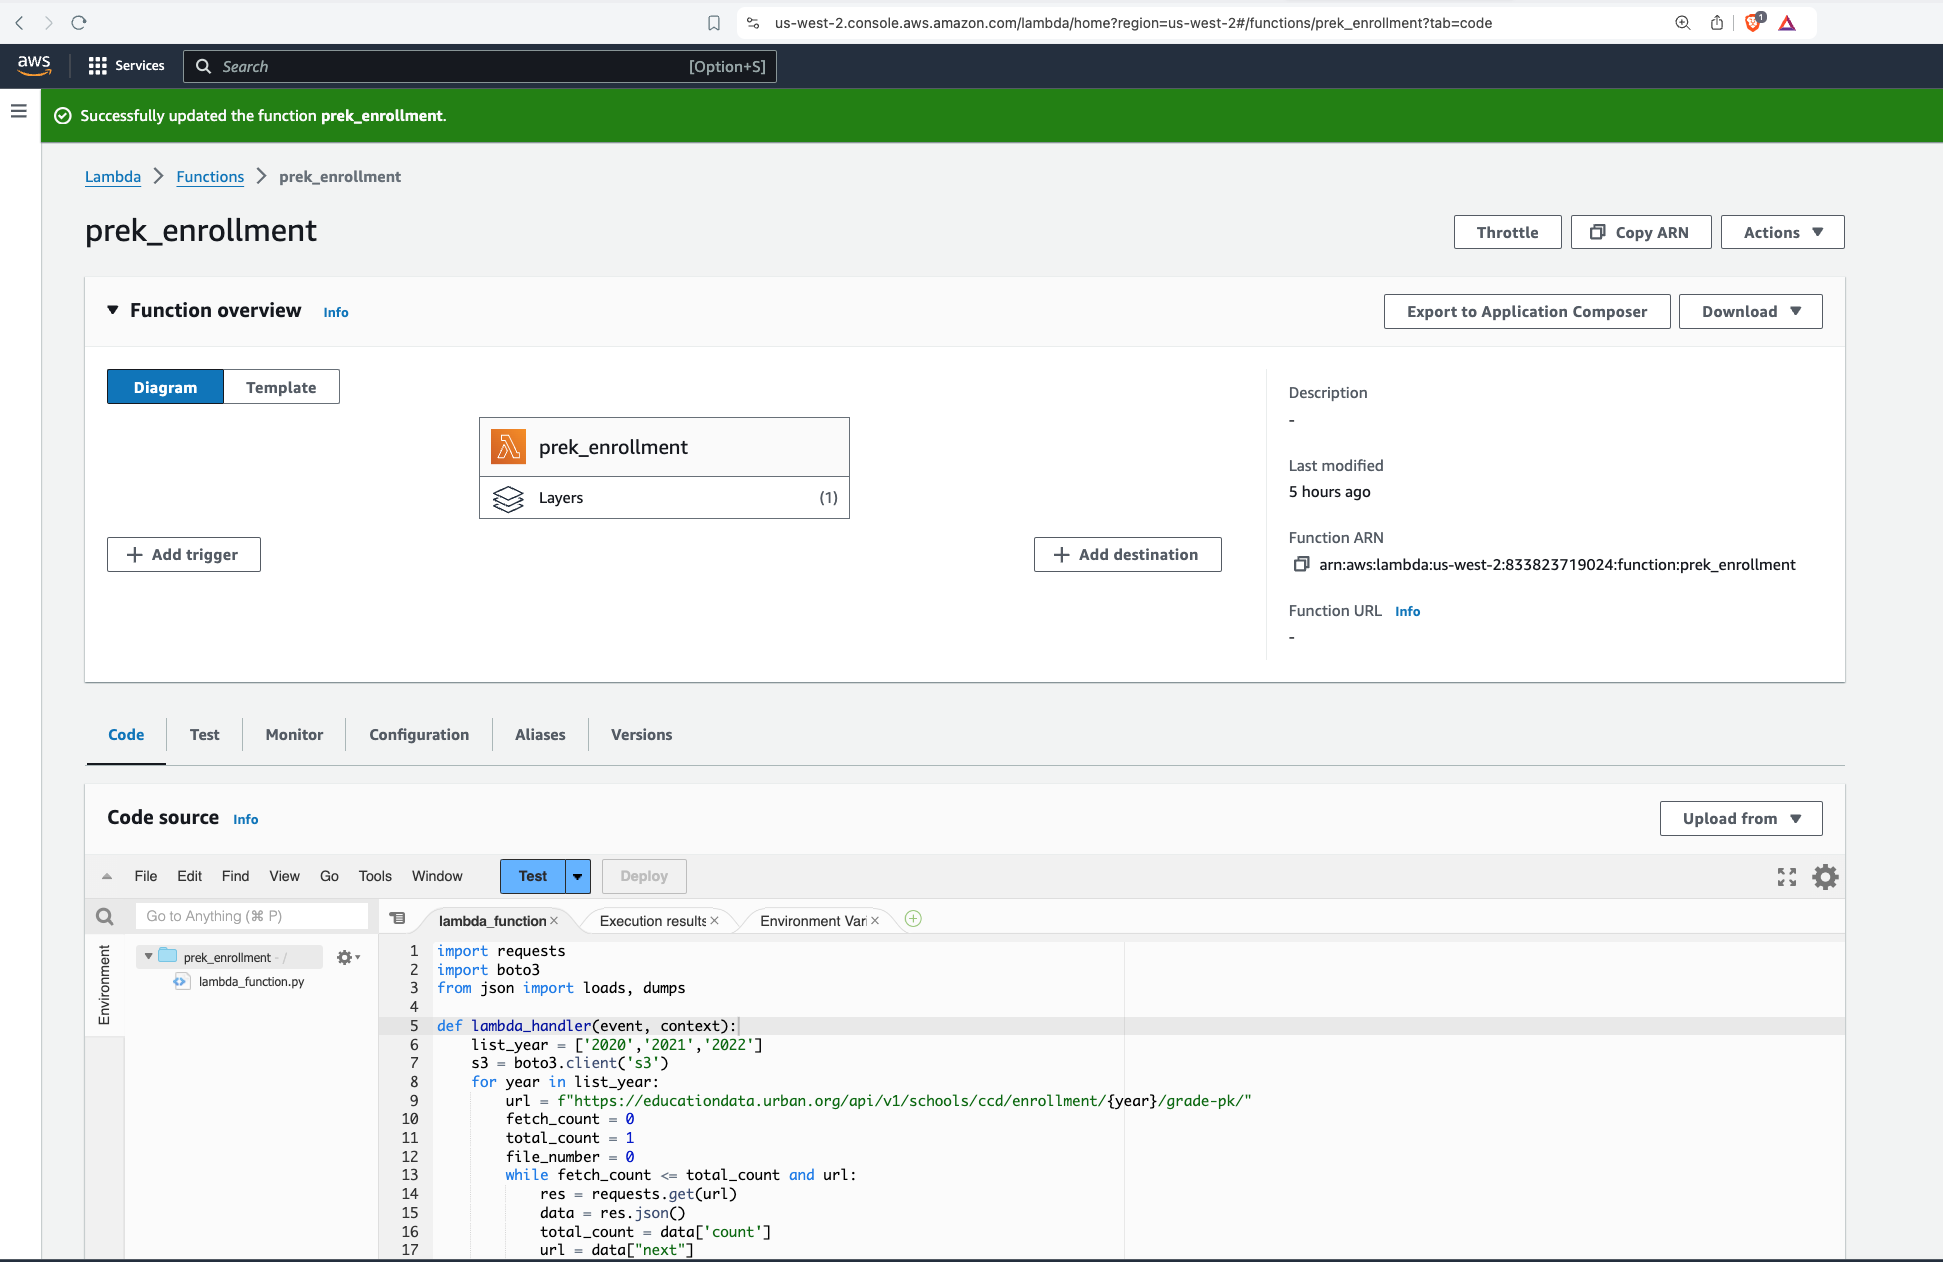 us-west-2.console.aws.amazon.com/lambda/home?region=us-west-2#/functions/prek_enrollment?tab=code
1
aws
Services
Search
[Option+S]
Successfully updated the function prek_enrollment.
Lambda > Functions > prek_enrollment
prek_enrollment
Throttle
Copy ARN
Actions
Function overview Info
Export to Application Composer
Download
Diagram
Template
prek_enrollment
Layers
(1)
Add trigger
Add destination
Description
-
Last modified
5 hours ago
Function ARN
arn:aws:lambda:us-west-2:833823719024:function:prek_enrollment
Function URL Info
-
Code
Test
Monitor
Configuration
Aliases
Versions
Code source Info
Upload from
File Edit Find View Go Tools Window
Test
Deploy
Go to Anything (⌘ P)
lambda_function
Execution results
Environment Vari
Environment
prek_enrollment - /
lambda_function.py
1 import requests
2 import boto3
3 from json import loads, dumps
4
5 def lambda_handler(event, context):
6 list_year = ['2020','2021','2022']
7 s3 = boto3.client('s3')
8 for year in list_year:
9 url = f"https://educationdata.urban.org/api/v1/schools/ccd/enrollment/{year}/grade-pk/"
10 fetch_count = 0
11 total_count = 1
12 file_number = 0
13 while fetch_count <= total_count and url:
14 res = requests.get(url)
15 data = res.json()
16 total_count = data['count']
17 url = data["next"]